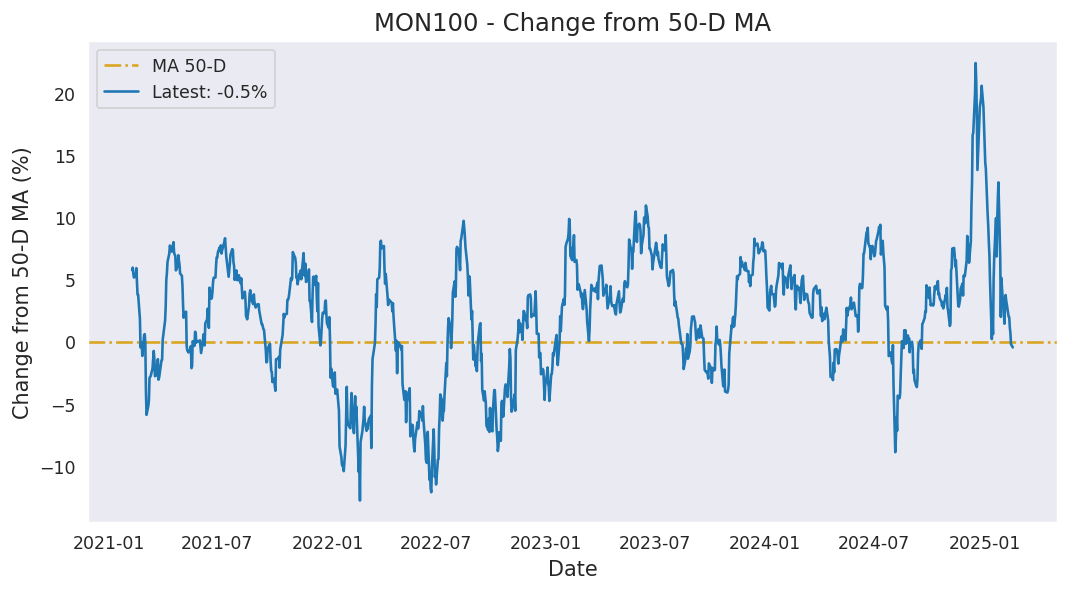 MON100 - Change from 50-D MA
MA 50-D
Latest: -0.5%
Change from 50-D MA (%)
20
15
10
5
0
−5
−10
2021-01 2021-07 2022-01 2022-07 2023-01 2023-07 2024-01 2024-07 2025-01
Date